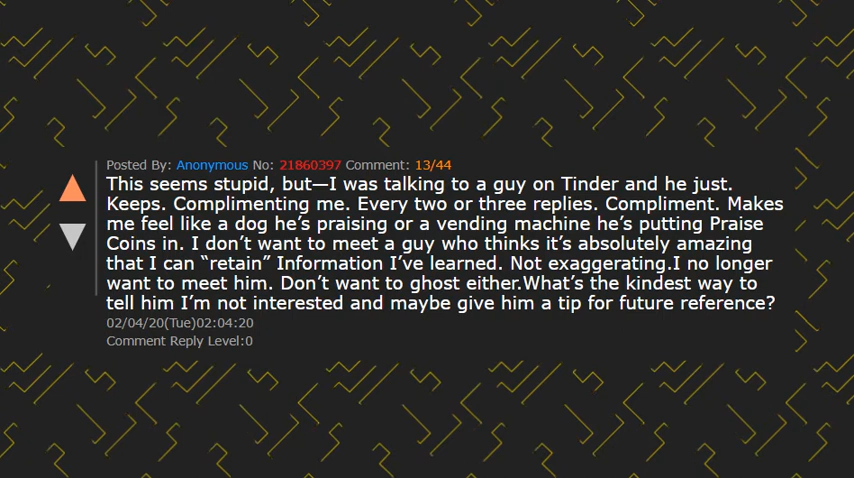 Posted By: Anonymous No: 21860397 Comment: 13/44
This seems stupid, but—I was talking to a guy on Tinder and he just.
Keeps. Complimenting me. Every two or three replies. Compliment. Makes
me feel like a dog he's praising or a vending machine he's putting Praise
Coins in. I don't want to meet a guy who thinks it's absolutely amazing
that I can “retain” Information I've learned. Not exaggerating.I no longer
want to meet him. Don't want to ghost either.What's the kindest way to
tell him I'm not interested and maybe give him a tip for future reference?
02/04/20(Tue)02:04:20
Comment Reply Level:0